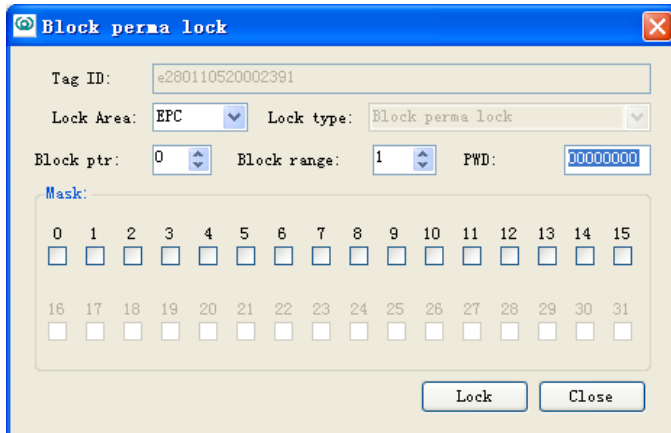 Block perma lock
Tag ID: e280110520002391
Lock Area: EPC Lock type: Block perma lock
Block ptr: 0 Block range: 1 PWD: 00000000
Mask:
0 1 2 3 4 5 6 7 8 9 10 11 12 13 14 15
16 17 18 19 20 21 22 23 24 25 26 27 28 29 30 31
Lock Close